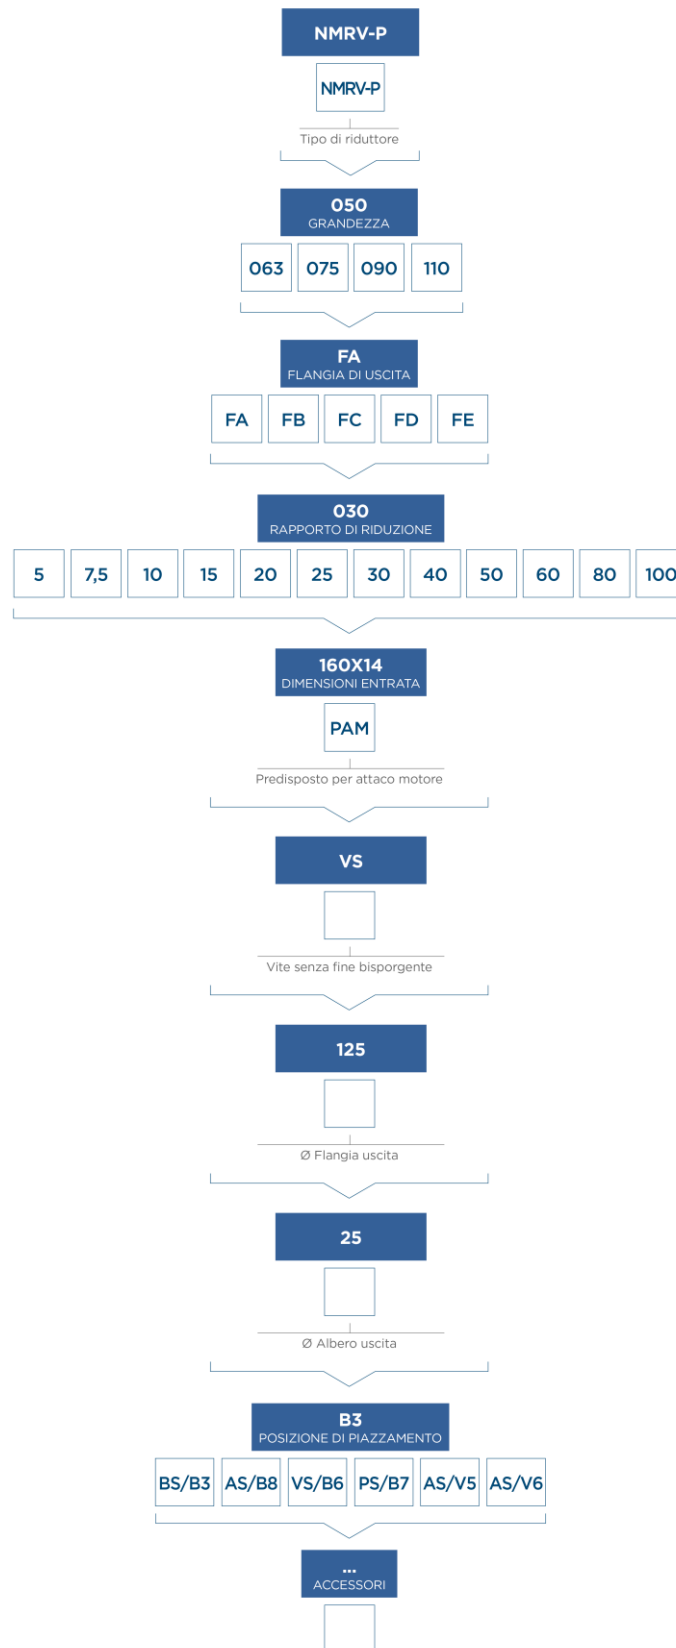 NMRV-P
NMRV-P
Tipo di riduttore
050
GRANDEZZA
063 075 090 110
FA
FLANGIA DI USCITA
FA FB FC FD FE
030
RAPPORTO DI RIDUZIONE
5 7,5 10 15 20 25 30 40 50 60 80 100
160X14
DIMENSIONI ENTRATA
PAM
Predisposto per attaco motore
VS
Vite senza fine bisporgente
125
Ø Flangia uscita
25
Ø Albero uscita
B3
POSIZIONE DI PIAZZAMENTO
BS/B3 AS/B8 VS/B6 PS/B7 AS/V5 AS/V6
...
ACCESSORI